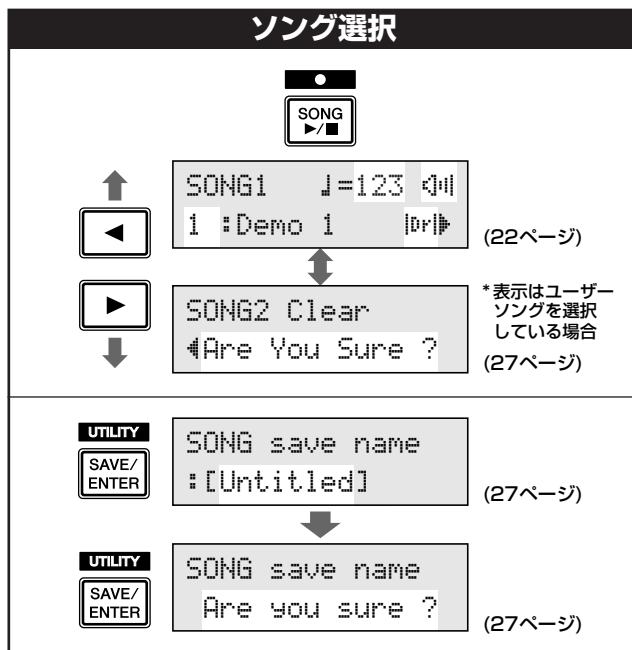 ソング選択
SONG
▶/■
SONG1 ♩=123
1 :Demo 1
(22ページ)
SONG2 Clear
Are You Sure ?
*表示はユーザー
ソングを選択
している場合
(27ページ)
UTILITY
SAVE/
ENTER
SONG save name
:[Untitled]
(27ページ)
UTILITY
SAVE/
ENTER
SONG save name
Are you sure ?
(27ページ)